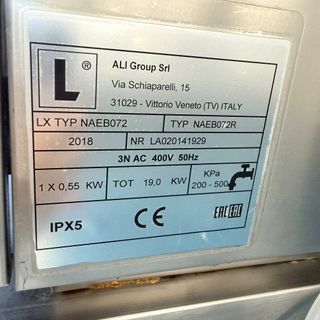 L ®
ALI Group Srl
Via Schiaparelli, 15
31029 - Vittorio Veneto (TV) ITALY
LX TYP NAEB072 TYP NAEB072R
2018 NR LA020141929
3N AC 400V 50Hz
1 X 0,55 KW TOT 19,0 KW KPa
200 - 500
IPX5 CE EAC EAC